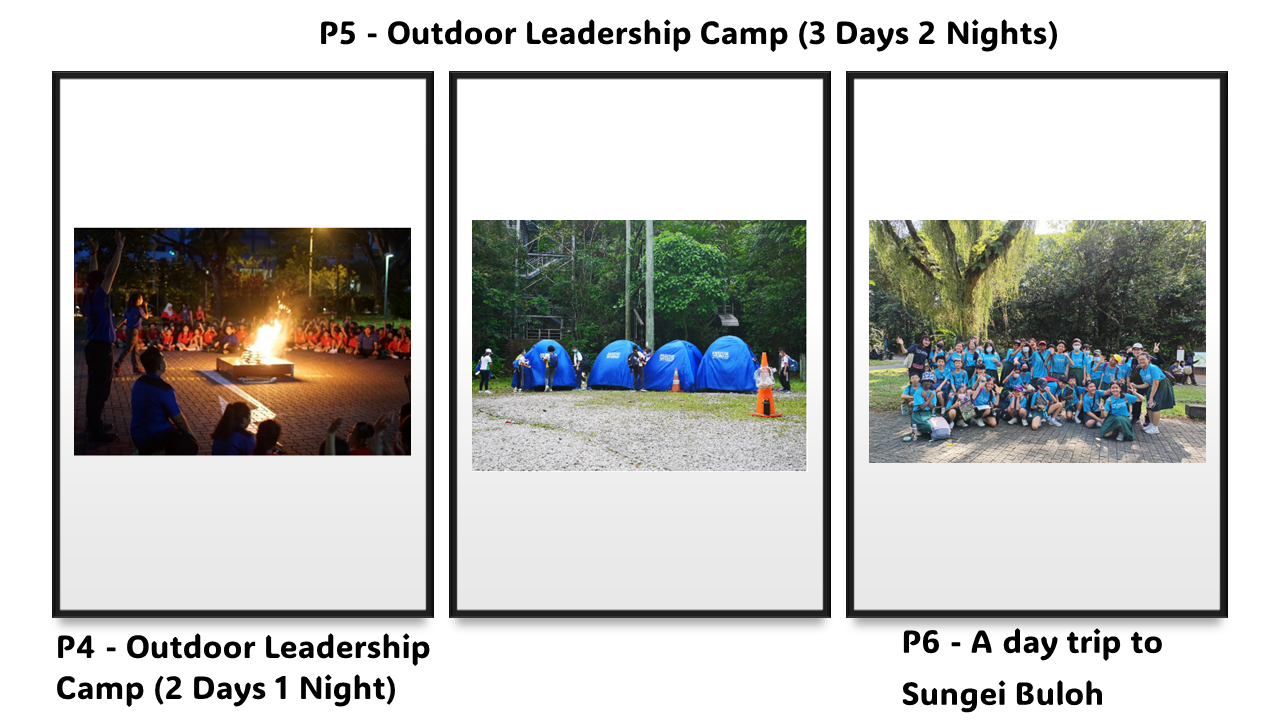 P5 - Outdoor Leadership Camp (3 Days 2 Nights)
P4 - Outdoor Leadership
Camp (2 Days 1 Night)
P6 - A day trip to
Sungei Buloh